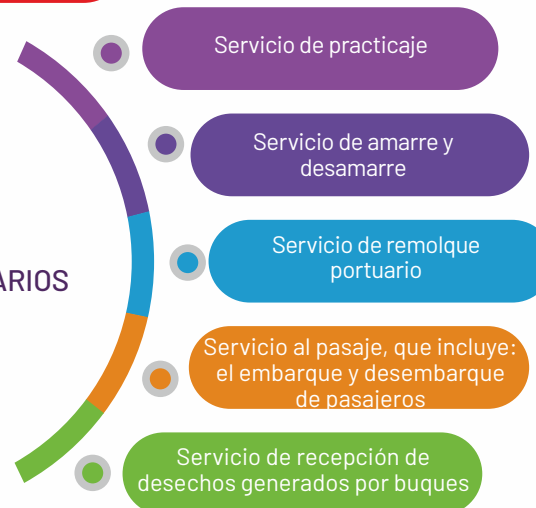 Servicio de practicaje
Servicio de amarre y
desamarre
Servicio de remolque
portuario
ARIOS
Servicio al pasaje, que incluye:
el embarque y desembarque
de pasajeros
Servicio de recepción de
desechos generados por buques